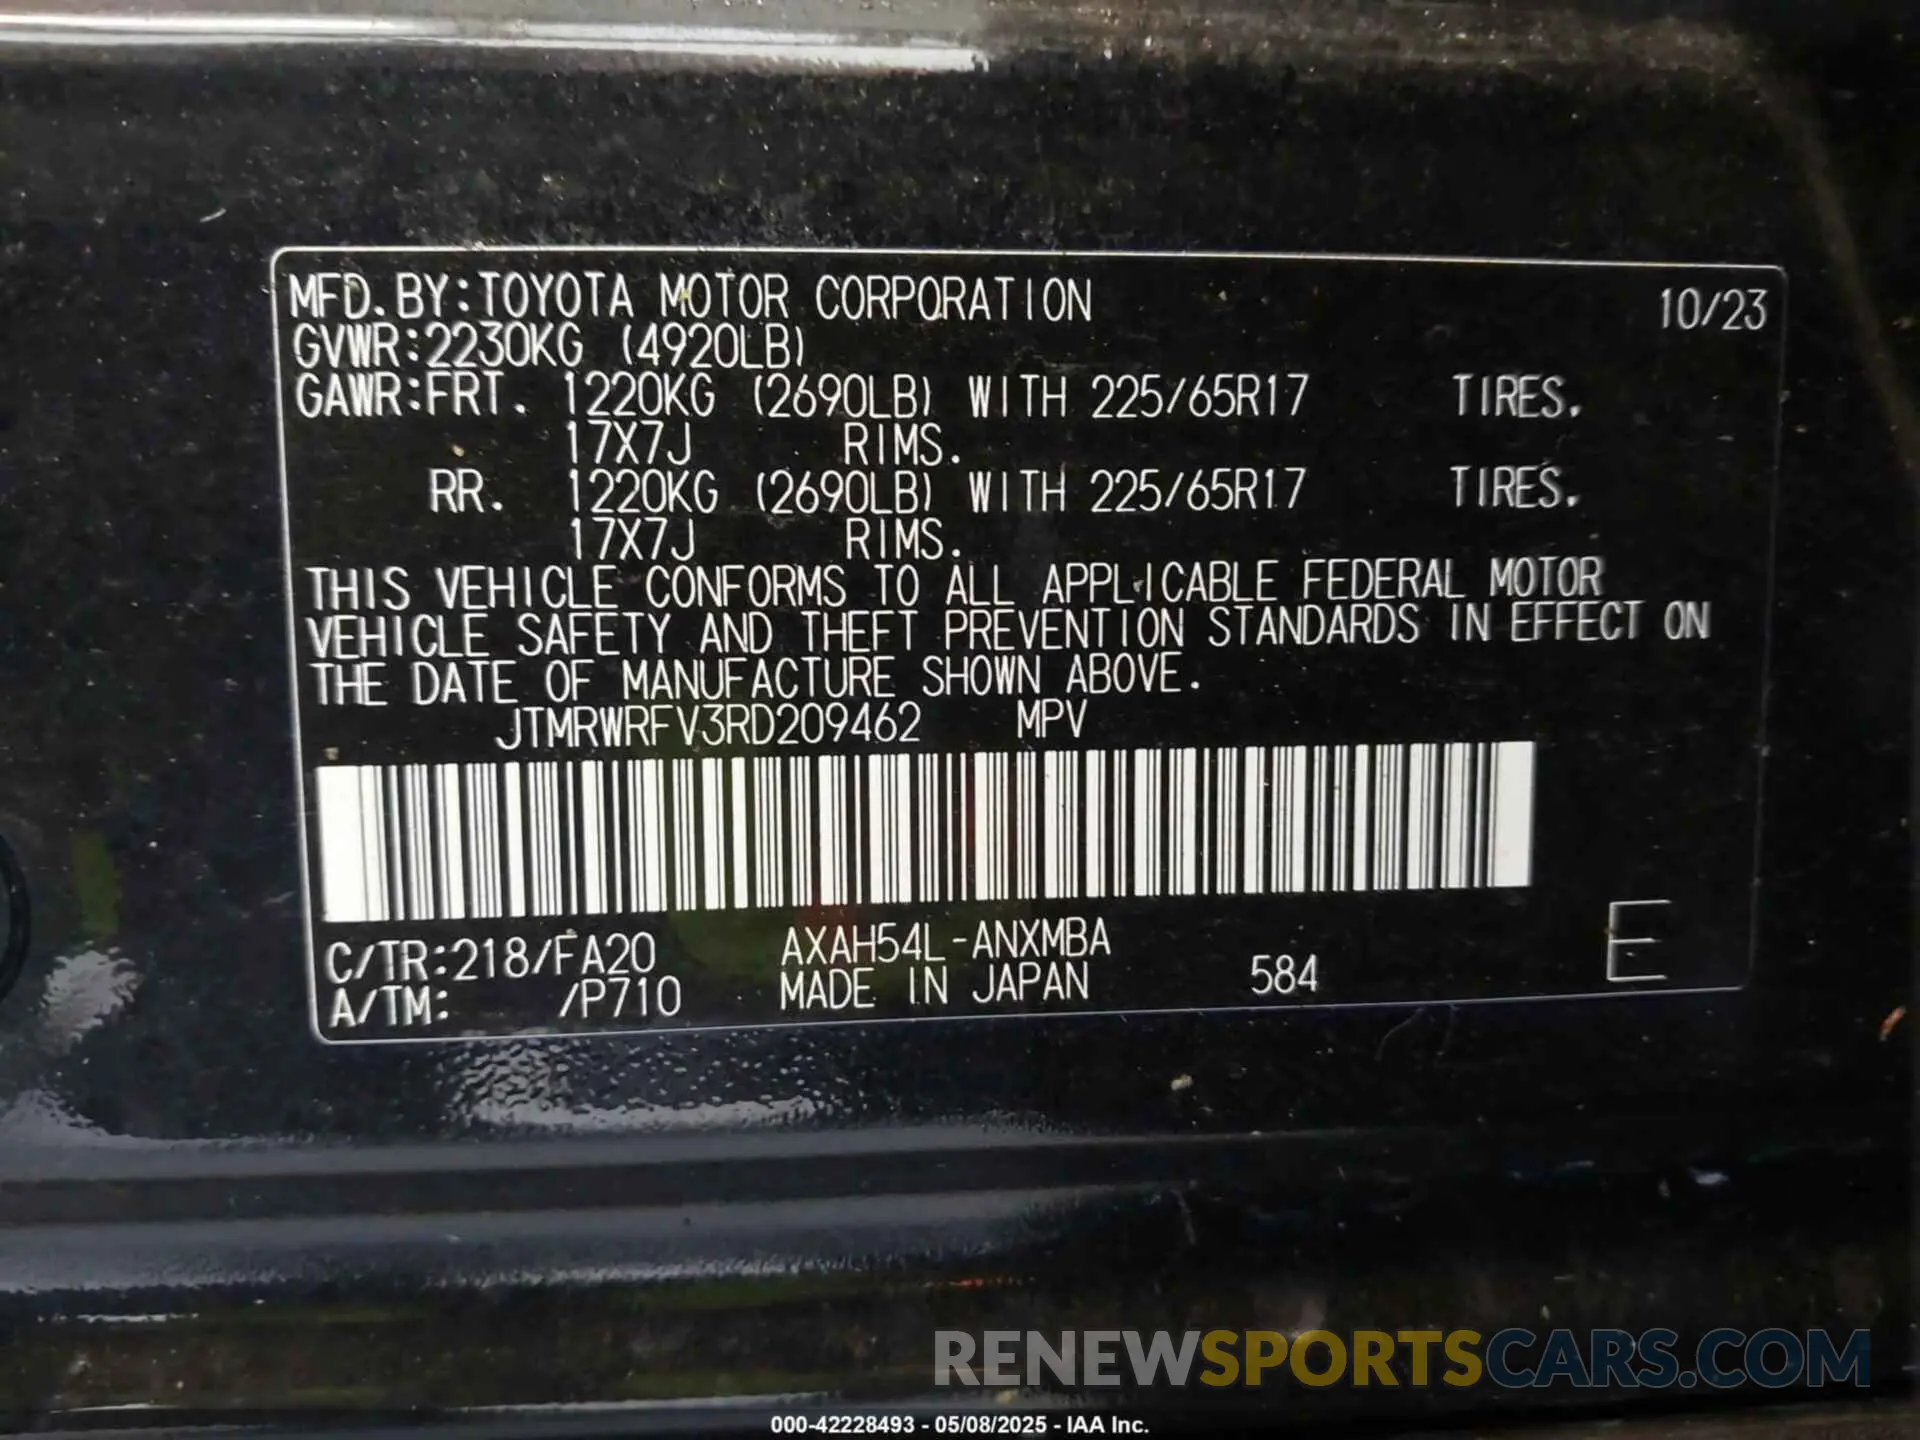 MFD. BY:TOYOTA MOTOR CORPORATION 10/23
GVWR:2230KG (4920LB)
GAWR:FRT. 1220KG (2690LB) WITH 225/65R17 TIRES.
17X7J RIMS.
RR. 1220KG (2690LB) WITH 225/65R17 TIRES.
17X7J RIMS.
THIS VEHICLE CONFORMS TO ALL APPLICABLE FEDERAL MOTOR
VEHICLE SAFETY AND THEFT PREVENTION STANDARDS IN EFFECT ON
THE DATE OF MANUFACTURE SHOWN ABOVE.
JTMRWRFV3RD209462 MPV
C/TR:218/FA20 AXAH54L-ANXMBA
A/TM: /P710 MADE IN JAPAN 584 E
RENEWSPORTSCARS.COM
000-42228493 - 05/08/2025 - IAA Inc.